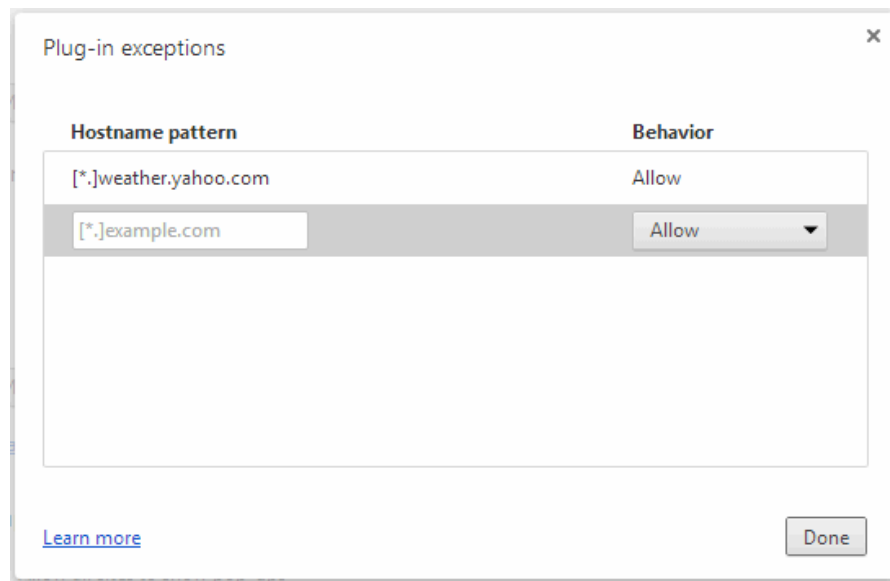 Plug-in exceptions
Hostname pattern Behavior
[*.]weather.yahoo.com Allow
[*.]example.com Allow
Learn more Done